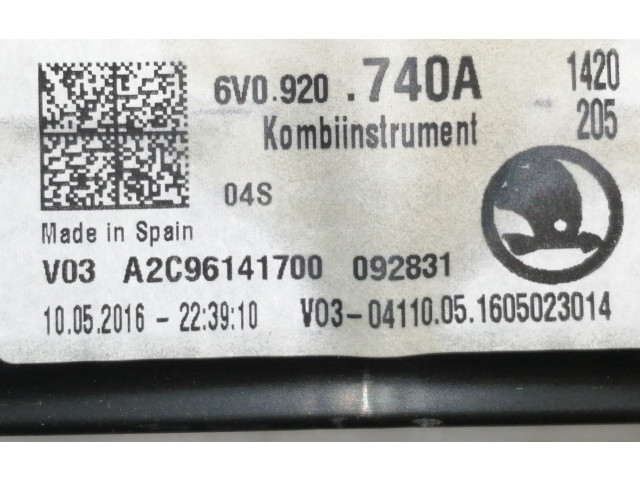 6V0.920 .740A 1420
Kombiinstrument 205
04S
Made in Spain
V03 A2C96141700 092831
10.05.2016 - 22:39:10 V03-04110.05.1605023014